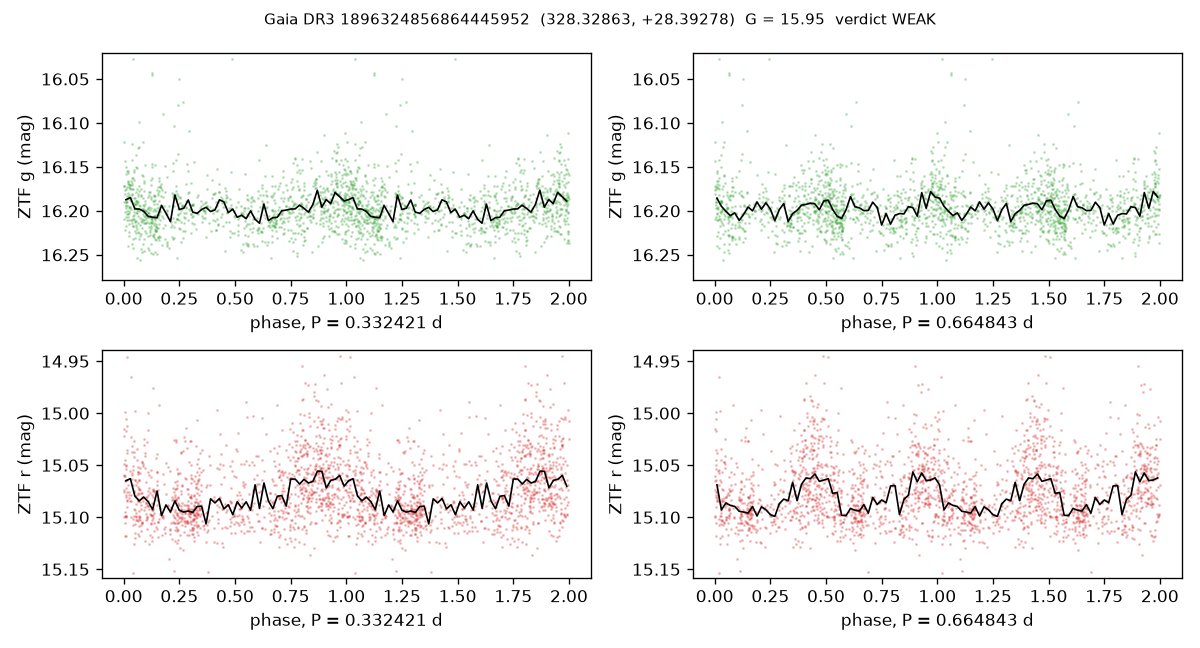 Gaia DR3 1896324856864445952 (328.32863, +28.39278) G = 15.95 verdict WEAK
ZTF g (mag)
16.05
16.10
16.15
16.20
16.25
0.00 0.25 0.50 0.75 1.00 1.25 1.50 1.75 2.00
phase, P = 0.332421 d
ZTF g (mag)
16.05
16.10
16.15
16.20
16.25
0.00 0.25 0.50 0.75 1.00 1.25 1.50 1.75 2.00
phase, P = 0.664843 d
ZTF r (mag)
14.95
15.00
15.05
15.10
15.15
0.00 0.25 0.50 0.75 1.00 1.25 1.50 1.75 2.00
phase, P = 0.332421 d
ZTF r (mag)
14.95
15.00
15.05
15.10
15.15
0.00 0.25 0.50 0.75 1.00 1.25 1.50 1.75 2.00
phase, P = 0.664843 d